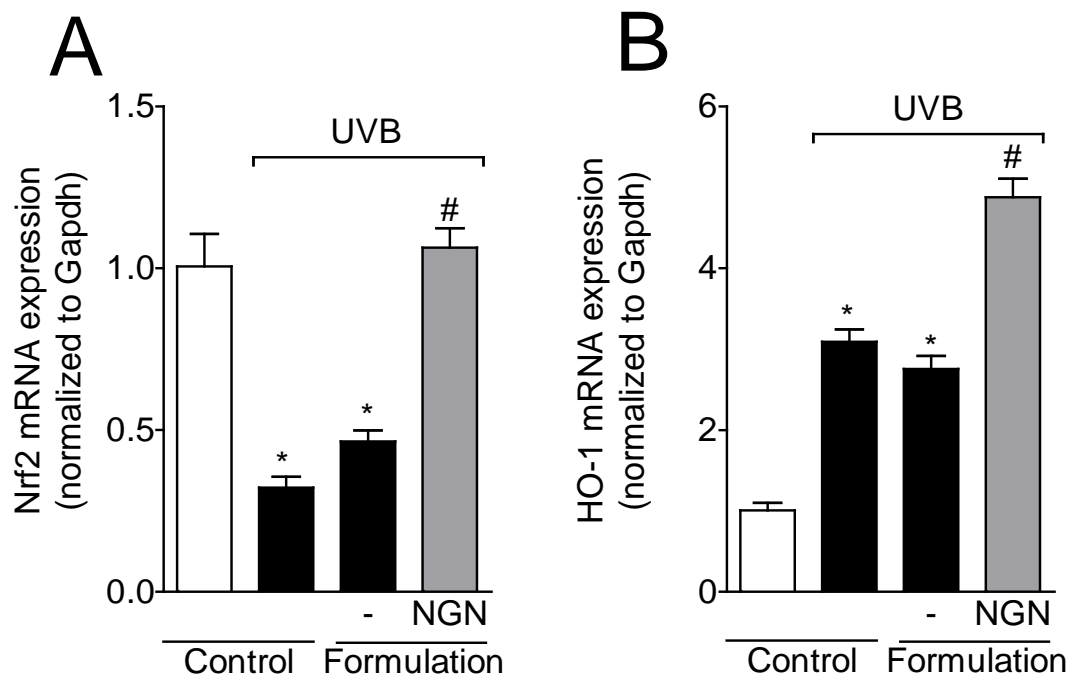 A
Nrf2 mRNA expression
(normalized to Gapdh)
1.5
1.0
0.5
0.0
UVB
*
*
#
- NGN
Control Formulation
B
HO-1 mRNA expression
(normalized to Gapdh)
6
4
2
0
UVB
*
*
#
- NGN
Control Formulation